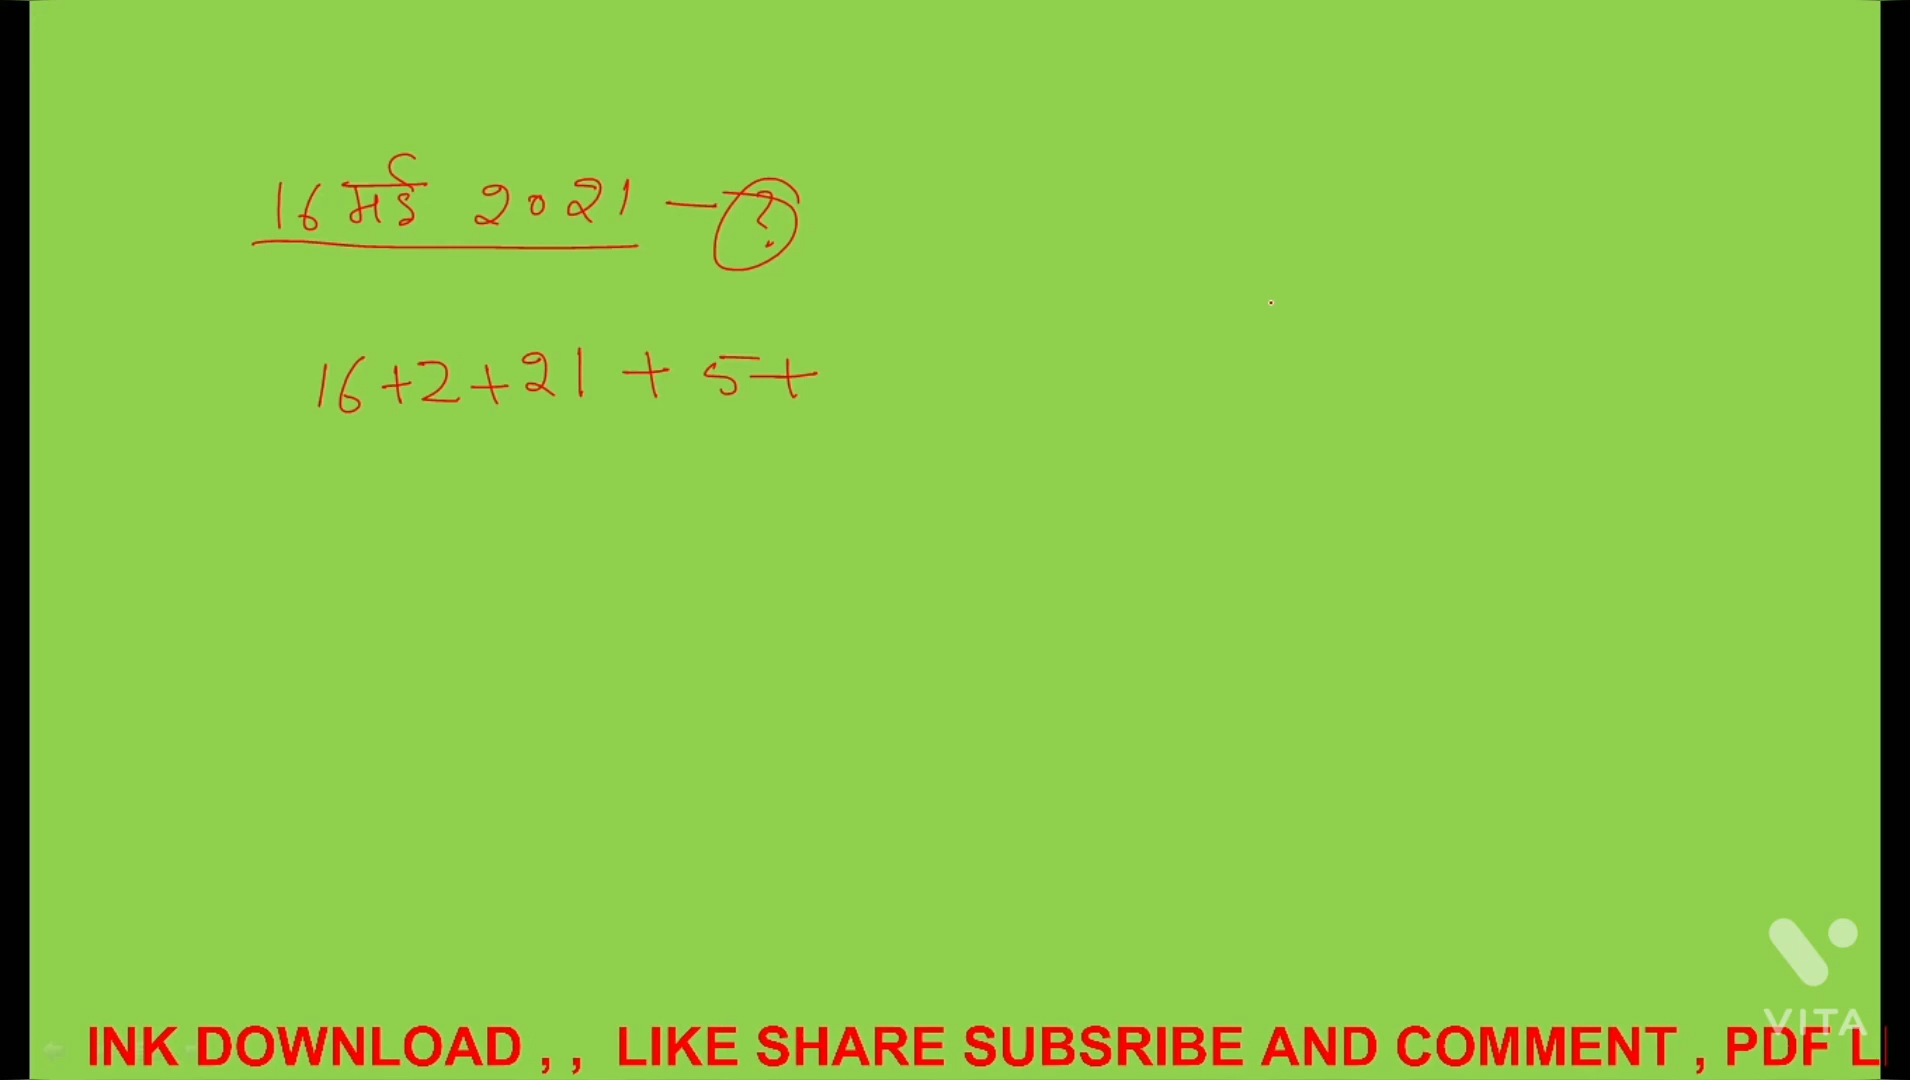 16 मई 2021 - ?
16+2+21 + 5+
VITA
INK DOWNLOAD , , LIKE SHARE SUBSRIBE AND COMMENT , PDF L